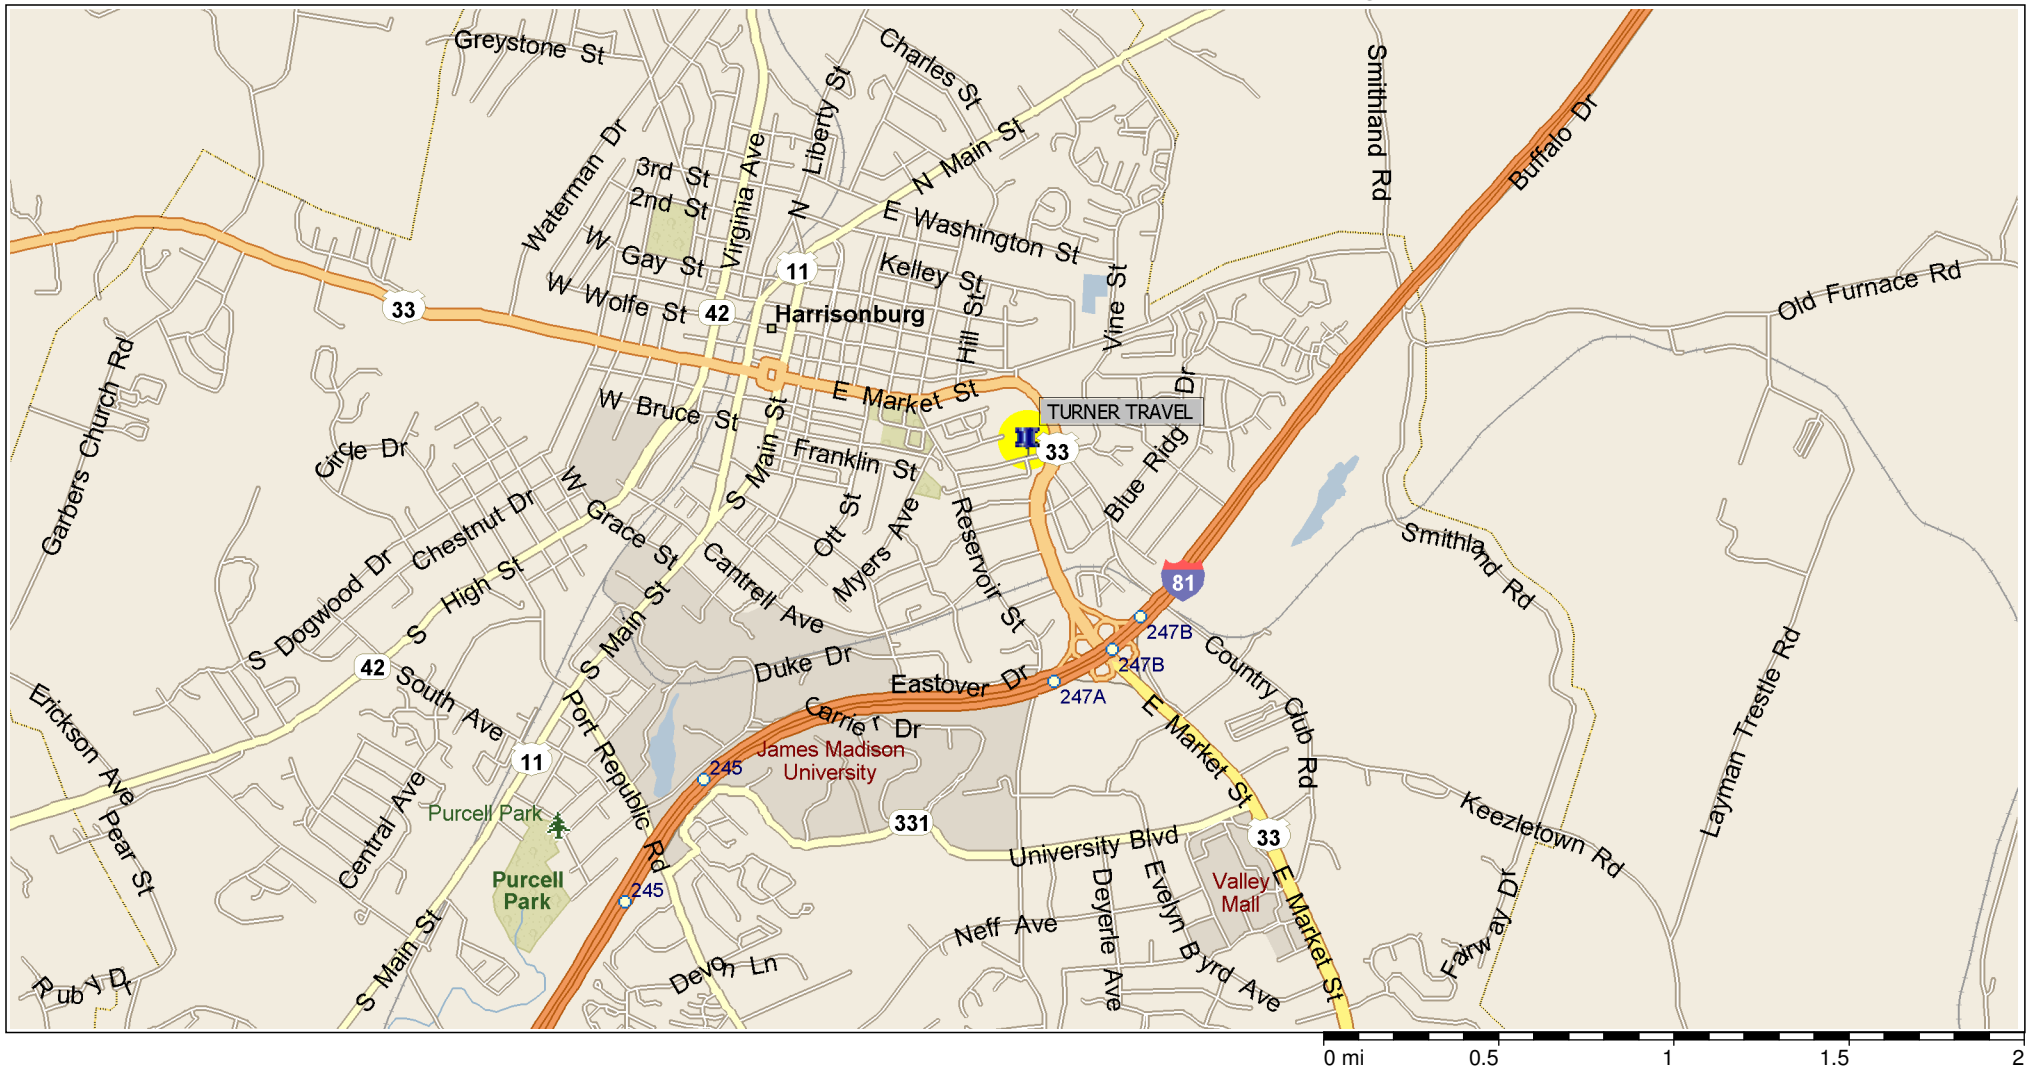 Greystone St
Charles St
Smithland Rd
Buffalo Dr
Waterman Dr
N Liberty St
N Main St
3rd St
2nd St
Virginia Ave
E Washington St
W Gay St
Kelley St
11
Vine St
Old Furnace Rd
W Wolfe St
33
42
Harrisonburg
Hill St
Garbers Church Rd
E Market St
W Bruce St
TURNER TRAVEL
Blue Ridg Dr
33
Circle Dr
Franklin St
S Main St
W Grace St
Chestnut Dr
Ott St
Myers Ave
Reservoir St
Smithland Rd
S Dogwood Dr
S High St
Cantrell Ave
81
S Main St
247B
247B
247A
Duke Dr
Eastover Dr
Country Club Rd
42
South Ave
Erickson Ave
Port Republic Rd
Carrier Dr
James Madison
University
E Market St
Layman Trestle Rd
11
245
Purcell Park
331
33
University Blvd
Keezletown Rd
Central Ave
Pear St
Purcell
Park
245
Valley
Mall
E Market St
Deyerle Ave
Evelyn Byrd Ave
Neff Ave
Fairway Dr
S Main St
Devon Ln
Ruby Dr
0 mi 0.5 1 1.5 2